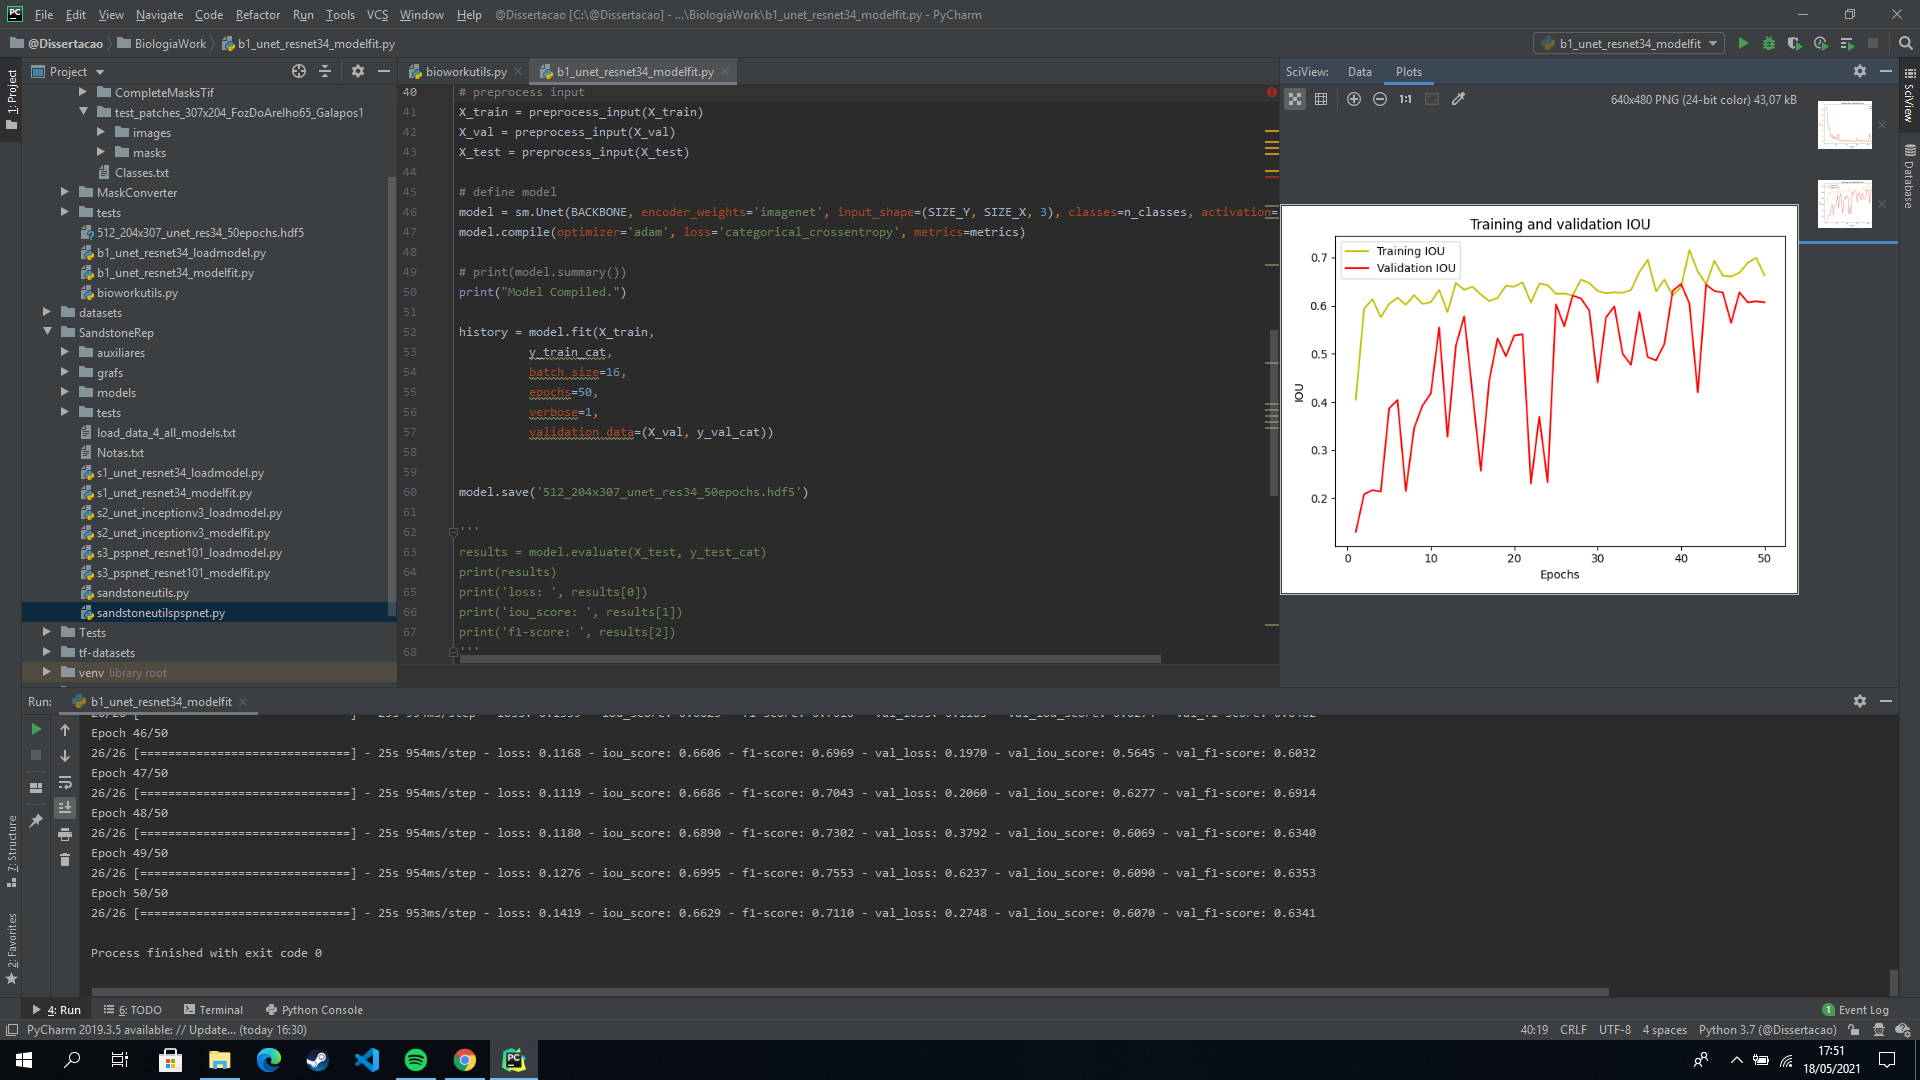 File Edit View Navigate Code Refactor Run Tools VCS Window Help @Dissertacao [C:\@Dissertacao] - ...\BiologiaWork\b1_unet_resnet34_modelfit.py - PyCharm
@Dissertacao BiologiaWork b1_unet_resnet34_modelfit.py
b1_unet_resnet34_modelfit
1: Project
Project
CompleteMasksTif
test_patches_307x204_FozDoArelho65_Galapos1
images
masks
Classes.txt
MaskConverter
tests
512_204x307_unet_res34_50epochs.hdf5
b1_unet_resnet34_loadmodel.py
b1_unet_resnet34_modelfit.py
bioworkutils.py
datasets
SandstoneRep
auxiliares
grafs
models
tests
load_data_4_all_models.txt
Notas.txt
s1_unet_resnet34_loadmodel.py
s1_unet_resnet34_modelfit.py
s2_unet_inceptionv3_loadmodel.py
s2_unet_inceptionv3_modelfit.py
s3_pspnet_resnet101_loadmodel.py
s3_pspnet_resnet101_modelfit.py
sandstoneutils.py
sandstoneutilspspnet.py
Tests
tf-datasets
venv library root
bioworkutils.py b1_unet_resnet34_modelfit.py
40 # preprocess input
41 X_train = preprocess_input(X_train)
42 X_val = preprocess_input(X_val)
43 X_test = preprocess_input(X_test)
44
45 # define model
46 model = sm.Unet(BACKBONE, encoder_weights='imagenet', input_shape=(SIZE_Y, SIZE_X, 3), classes=n_classes, activation=
47 model.compile(optimizer='adam', loss='categorical_crossentropy', metrics=metrics)
48
49 # print(model.summary())
50 print("Model Compiled.")
51
52 history = model.fit(X_train,
53 y_train_cat,
54 batch_size=16,
55 epochs=50,
56 verbose=1,
57 validation_data=(X_val, y_val_cat))
58
59
60 model.save('512_204x307_unet_res34_50epochs.hdf5')
61
62 '''
63 results = model.evaluate(X_test, y_test_cat)
64 print(results)
65 print('loss: ', results[0])
66 print('iou_score: ', results[1])
67 print('f1-score: ', results[2])
68 '''
SciView: Data Plots
1:1 640x480 PNG (24-bit color) 43,07 kB
Training and validation IOU
Training IOU
Validation IOU
0.7
0.6
0.5
0.4
0.3
0.2
IOU
0 10 20 30 40 50
Epochs
SciView
Database
Run: b1_unet_resnet34_modelfit
Epoch 46/50
26/26 [==============================] - 25s 954ms/step - loss: 0.1168 - iou_score: 0.6606 - f1-score: 0.6969 - val_loss: 0.1970 - val_iou_score: 0.5645 - val_f1-score: 0.6032
Epoch 47/50
26/26 [==============================] - 25s 954ms/step - loss: 0.1119 - iou_score: 0.6686 - f1-score: 0.7043 - val_loss: 0.2060 - val_iou_score: 0.6277 - val_f1-score: 0.6914
Epoch 48/50
26/26 [==============================] - 25s 954ms/step - loss: 0.1180 - iou_score: 0.6890 - f1-score: 0.7302 - val_loss: 0.3792 - val_iou_score: 0.6069 - val_f1-score: 0.6340
Epoch 49/50
26/26 [==============================] - 25s 954ms/step - loss: 0.1276 - iou_score: 0.6995 - f1-score: 0.7553 - val_loss: 0.6237 - val_iou_score: 0.6090 - val_f1-score: 0.6353
Epoch 50/50
26/26 [==============================] - 25s 953ms/step - loss: 0.1419 - iou_score: 0.6629 - f1-score: 0.7110 - val_loss: 0.2748 - val_iou_score: 0.6070 - val_f1-score: 0.6341
Process finished with exit code 0
7: Structure
2: Favorites
4: Run 6: TODO Terminal Python Console 1 Event Log
PyCharm 2019.3.5 available: // Update... (today 16:30) 40:19 CRLF UTF-8 4 spaces Python 3.7 (@Dissertacao)
17:51
18/05/2021